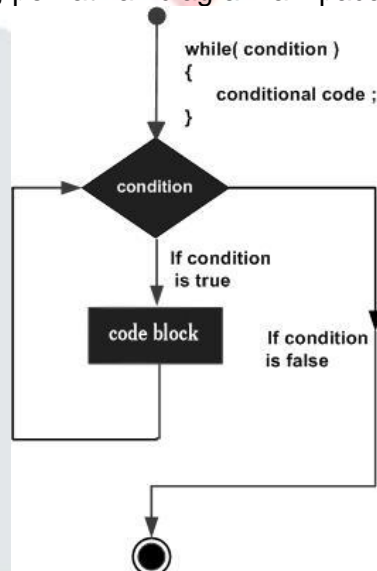 while( condition )
{
conditional code ;
}
condition
If condition
is true
code block
If condition
is false